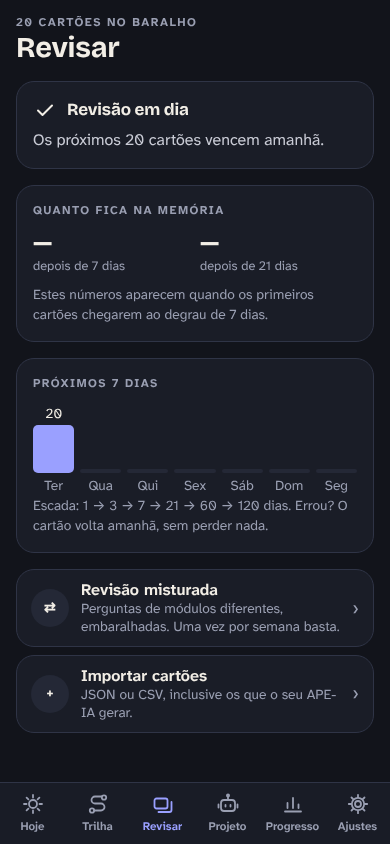 20 CARTÕES NO BARALHO
Revisar
Revisão em dia
Os próximos 20 cartões vencem amanhã.
QUANTO FICA NA MEMÓRIA
— —
depois de 7 dias depois de 21 dias
Estes números aparecem quando os primeiros
cartões chegarem ao degrau de 7 dias.
PRÓXIMOS 7 DIAS
20
Ter Qua Qui Sex Sáb Dom Seg
Escada: 1 → 3 → 7 → 21 → 60 → 120 dias. Errou? O
cartão volta amanhã, sem perder nada.
Revisão misturada
Perguntas de módulos diferentes,
embaralhadas. Uma vez por semana basta.
Importar cartões
JSON ou CSV, inclusive os que o seu APE-
IA gerar.
Hoje Trilha Revisar Projeto Progresso Ajustes